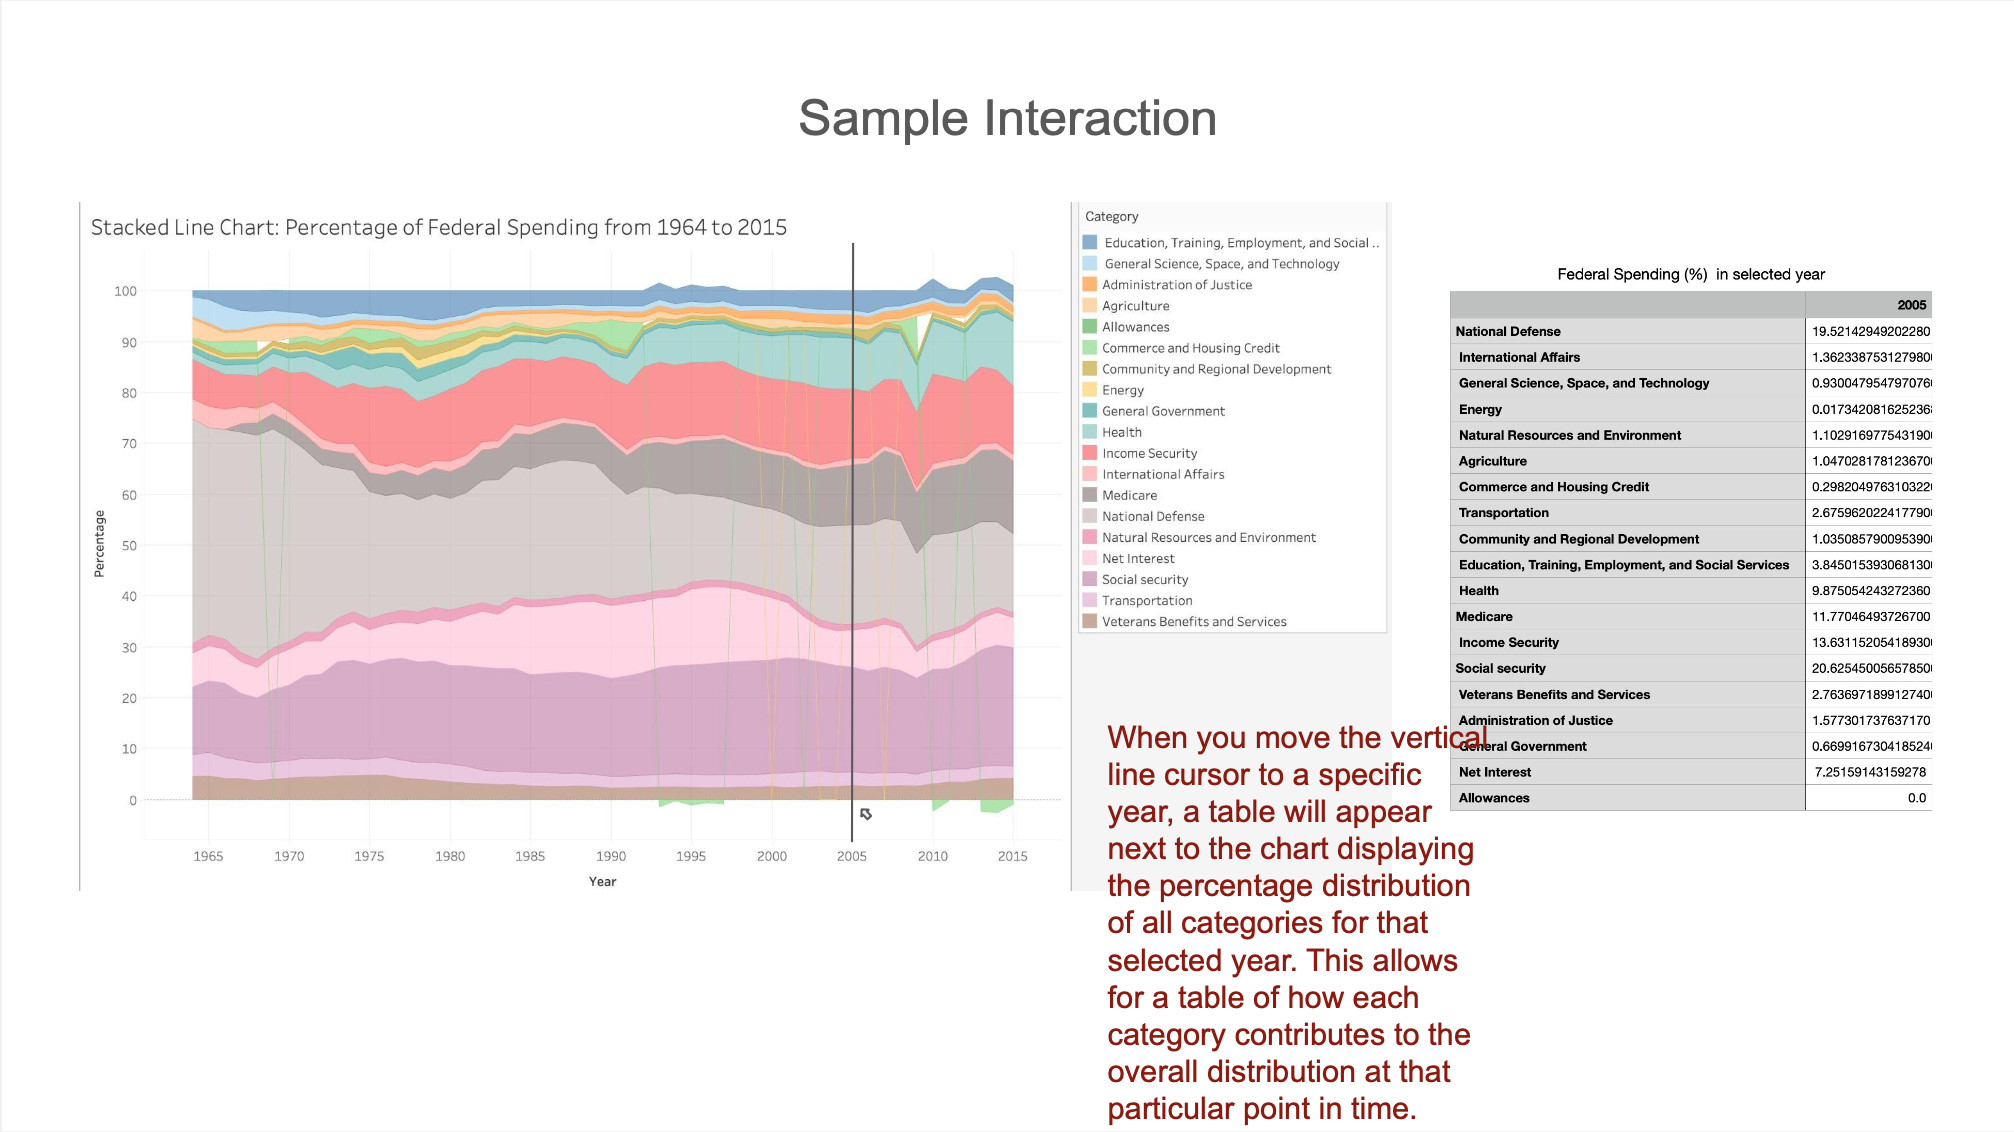 Sample Interaction
Stacked Line Chart: Percentage of Federal Spending from 1964 to 2015
100
90
80
70
60
50
40
30
20
10
0
Percentage
1965 1970 1975 1980 1985 1990 1995 2000 2005 2010 2015
Year
Category
Education, Training, Employment, and Social ..
General Science, Space, and Technology
Administration of Justice
Agriculture
Allowances
Commerce and Housing Credit
Community and Regional Development
Energy
General Government
Health
Income Security
International Affairs
Medicare
National Defense
Natural Resources and Environment
Net Interest
Social security
Transportation
Veterans Benefits and Services
When you move the vertical
line cursor to a specific
year, a table will appear
next to the chart displaying
the percentage distribution
of all categories for that
selected year. This allows
for a table of how each
category contributes to the
overall distribution at that
particular point in time.
Federal Spending (%) in selected year
2005
National Defense 19.52142949202280
International Affairs 1.362338753127980
General Science, Space, and Technology 0.930047954797076
Energy 0.017342081625236
Natural Resources and Environment 1.102916977543190
Agriculture 1.047028178123670
Commerce and Housing Credit 0.298204976310322
Transportation 2.675962022417790
Community and Regional Development 1.035085790095390
Education, Training, Employment, and Social Services 3.845015393068130
Health 9.875054243272360
Medicare 11.77046493726700
Income Security 13.63115205418930
Social security 20.62545005657850
Veterans Benefits and Services 2.763697189912740
Administration of Justice 1.577301737637170
General Government 0.669916730418524
Net Interest 7.25159143159278
Allowances 0.0